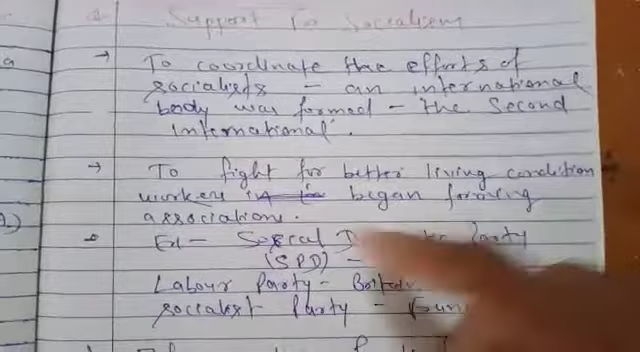 Support To Socialism
→ To coordinate the efforts of
socialists - an international
body was formed - the Second
International.
→ To fight for better living condition
workers began forming
associations.
Ex - Social Party
(SPD) -
Labour Party -
socialist Party -